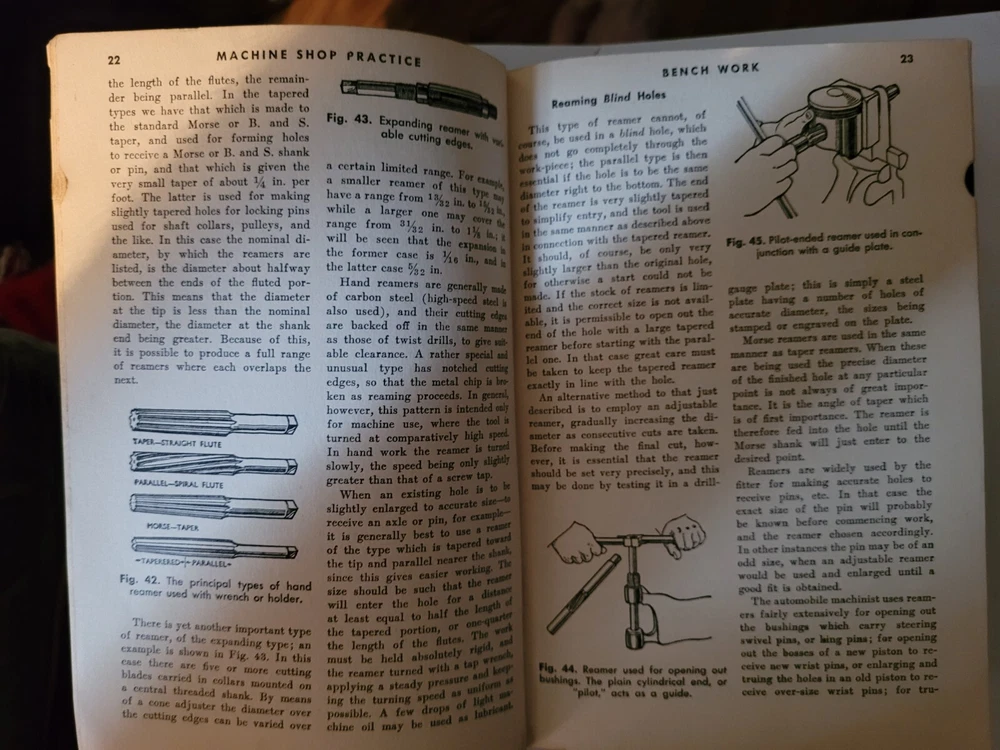 22
MACHINE SHOP PRACTICE
the length of the flutes, the remain-
der being parallel. In the tapered
types we have that which is made to
the standard Morse or B. and S.
taper, and used for forming holes
to receive a Morse or B. and S. shank
or pin, and that which is given the
very small taper of about ¼ in. per
foot. The latter is used for making
slightly tapered holes for locking pins
used for shaft collars, pulleys, and
the like. In this case the nominal di-
ameter, by which the reamers are
listed, is the diameter about halfway
between the ends of the fluted por-
tion. This means that the diameter
at the tip is less than the nominal
diameter, the diameter at the shank
end being greater. Because of this,
it is possible to produce a full range
of reamers where each overlaps the
next.
TAPER—STRAIGHT FLUTE
PARALLEL—SPIRAL FLUTE
MORSE—TAPER
—TAPERERED—PARALLEL—
Fig. 42. The principal types of hand
reamer used with wrench or holder.
There is yet another important type
of reamer, of the expanding type; an
example is shown in Fig. 43. In this
case there are five or more cutting
blades carried in collars mounted on
a central threaded shank. By means
of a cone adjuster the diameter over
the cutting edges can be varied over
Fig. 43. Expanding reamer with vari-
able cutting edges.
a certain limited range. For example,
a smaller reamer of this type may
have a range from in. to in.,
while a larger one may cover the
range from 31/32 in. to 1⅛ in.; it
will be seen that the expansion in
the former case is 1/16 in., and in
the latter case 5/32 in.
Hand reamers are generally made
of carbon steel (high-speed steel is
also used), and their cutting edges
are backed off in the same manner
as those of twist drills, to give suit-
able clearance. A rather special and
unusual type has notched cutting
edges, so that the metal chip is bro-
ken as reaming proceeds. In general,
however, this pattern is intended only
for machine use, where the tool is
turned at comparatively high speed.
In hand work the reamer is turned
slowly, the speed being only slightly
greater than that of a screw tap.
When an existing hole is to be
slightly enlarged to accurate size—to
receive an axle or pin, for example—
it is generally best to use a reamer
of the type which is tapered toward
the tip and parallel nearer the shank,
since this gives easier working. The
size should be such that the reamer
will enter the hole for a distance
at least equal to half the length of
the tapered portion, or one-quarter
the length of the flutes. The work
must be held absolutely rigid, and
the reamer turned with a tap wrench,
applying a steady pressure and keep-
ing the turning speed as uniform as
possible. A few drops of light ma-
chine oil may be used as lubricant.
BENCH WORK
23
Reaming Blind Holes
This type of reamer cannot, of
course, be used in a blind hole, which
does not go completely through the
work-piece; the parallel type is then
essential if the hole is to be the same
diameter right to the bottom. The end
of the reamer is very slightly tapered
to simplify entry, and the tool is used
in the same manner as described above
in connection with the tapered reamer.
It should, of course, be only very
slightly larger than the original hole,
for otherwise a start could not be
made. If the stock of reamers is lim-
ited and the correct size is not avail-
able, it is permissible to open out the
end of the hole with a large tapered
reamer before starting with the paral-
lel one. In that case great care must
be taken to keep the tapered reamer
exactly in line with the hole.
An alternative method to that just
described is to employ an adjustable
reamer, gradually increasing the di-
ameter as consecutive cuts are taken.
Before making the final cut, how-
ever, it is essential that the reamer
should be set very precisely, and this
may be done by testing it in a drill-
Fig. 44. Reamer used for opening out
bushings. The plain cylindrical end, or
"pilot," acts as a guide.
Fig. 45. Pilot-ended reamer used in con-
junction with a guide plate.
gauge plate; this is simply a steel
plate having a number of holes of
accurate diameter, the sizes being
stamped or engraved on the plate.
Morse reamers are used in the same
manner as taper reamers. When these
are being used the precise diameter
of the finished hole at any particular
point is not always of great impor-
tance. It is the angle of taper which
is of first importance. The reamer is
therefore fed into the hole until the
Morse shank will just enter to the
desired point.
Reamers are widely used by the
fitter for making accurate holes to
receive pins, etc. In that case the
exact size of the pin will probably
be known before commencing work,
and the reamer chosen accordingly.
In other instances the pin may be of an
odd size, when an adjustable reamer
would be used and enlarged until a
good fit is obtained.
The automobile machinist uses ream-
ers fairly extensively for opening out
the bushings which carry steering
swivel pins, or king pins; for opening
out the bosses of a new piston to re-
ceive new wrist pins, or enlarging and
truing the holes in an old piston to re-
ceive over-size wrist pins; for tru-